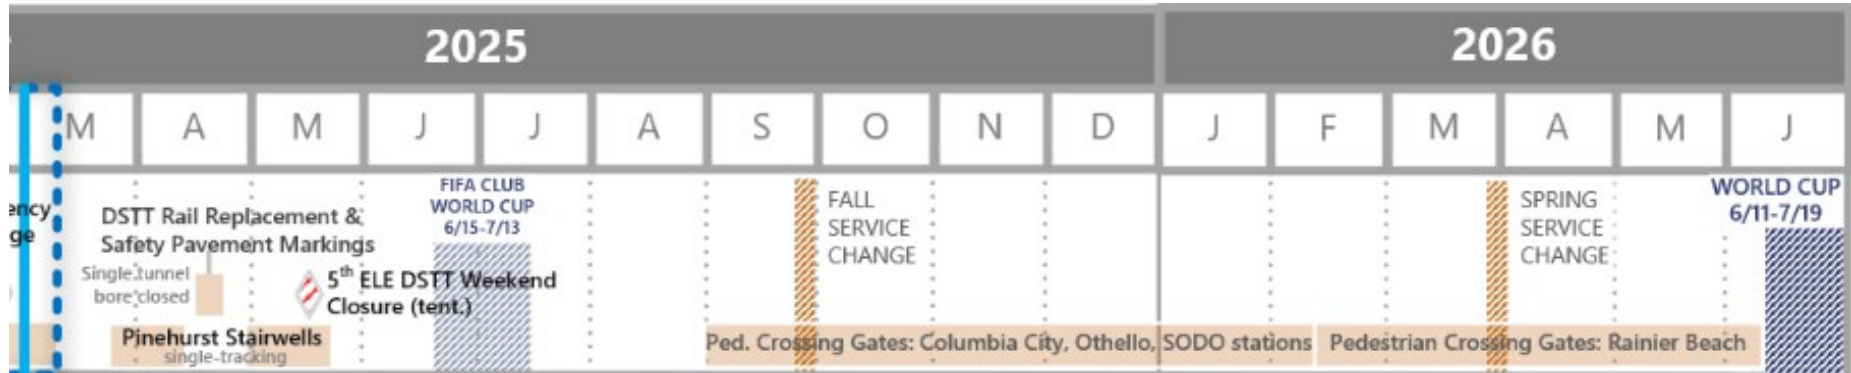 2025
2026
M A M J J A S O N D J F M A M J
ency
ge
DSTT Rail Replacement &
Safety Pavement Markings
Single tunnel
bore closed
5th ELE DSTT Weekend
Closure (tent.)
Pinehurst Stairwells
single-tracking
FIFA CLUB
WORLD CUP
6/15-7/13
FALL
SERVICE
CHANGE
Ped. Crossing Gates: Columbia City, Othello, SODO stations
SPRING
SERVICE
CHANGE
Pedestrian Crossing Gates: Rainier Beach
WORLD CUP
6/11-7/19